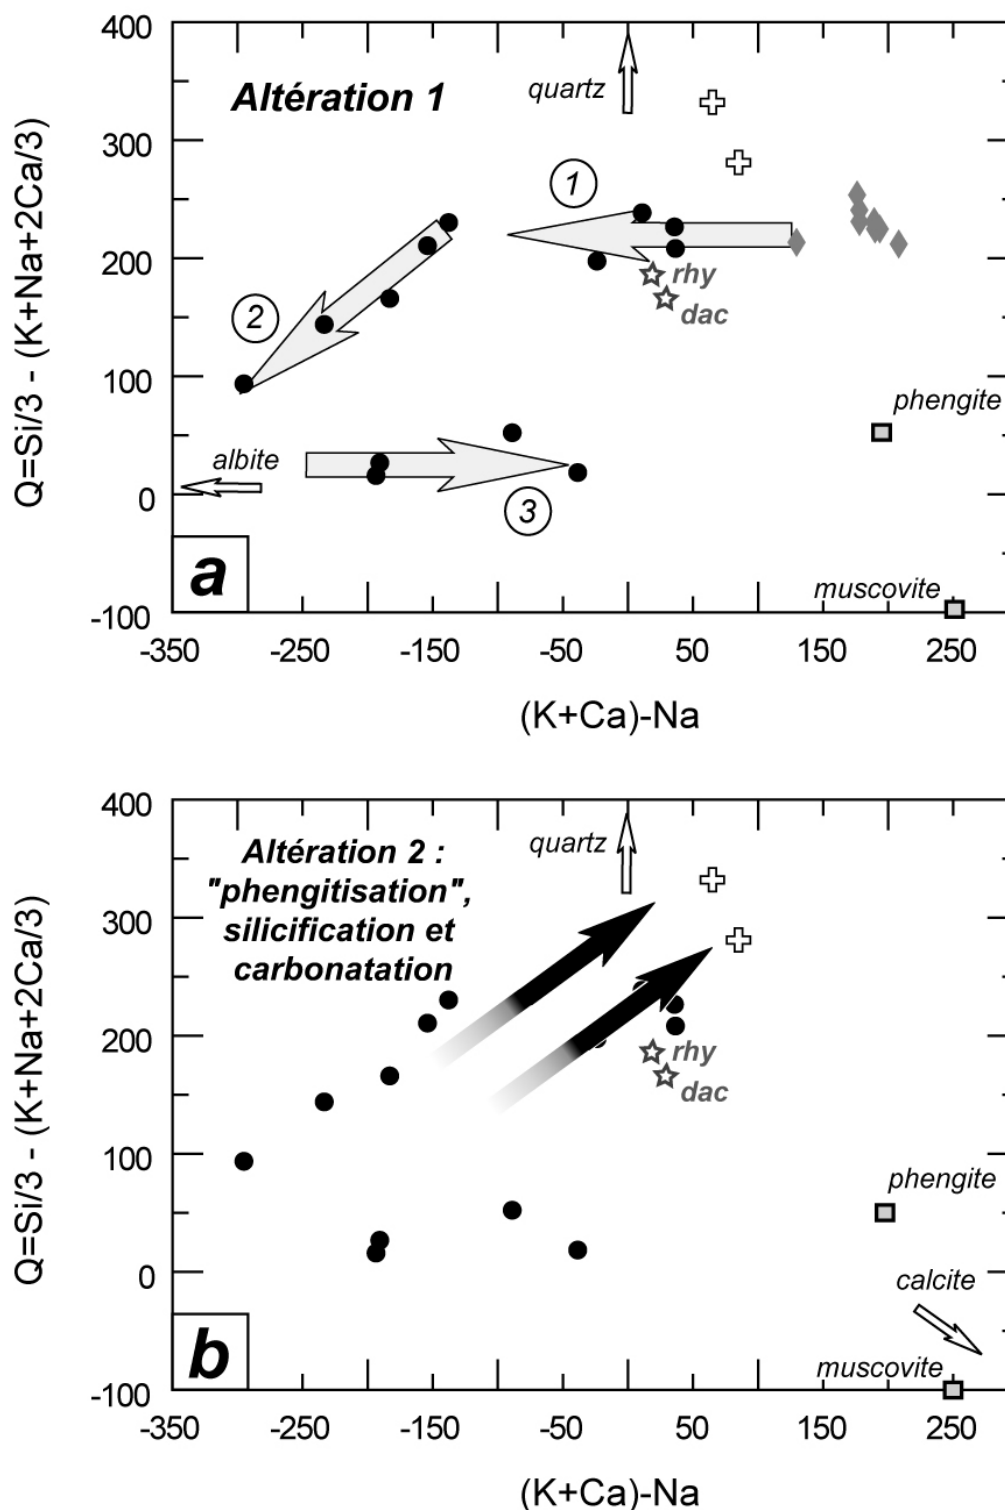 400
300
200
100
0
-100
Q=Si/3 - (K+Na+2Ca/3)
Altération 1
quartz
1
2
rhy
dac
phengite
albite
3
a
muscovite
-350
-250
-150
-50
50
150
250
(K+Ca)-Na
400
300
200
100
0
-100
Q=Si/3 - (K+Na+2Ca/3)
Altération 2 :
"phengitisation",
silicification et
carbonatation
quartz
rhy
dac
phengite
calcite
b
muscovite
-350
-250
-150
-50
50
150
250
(K+Ca)-Na